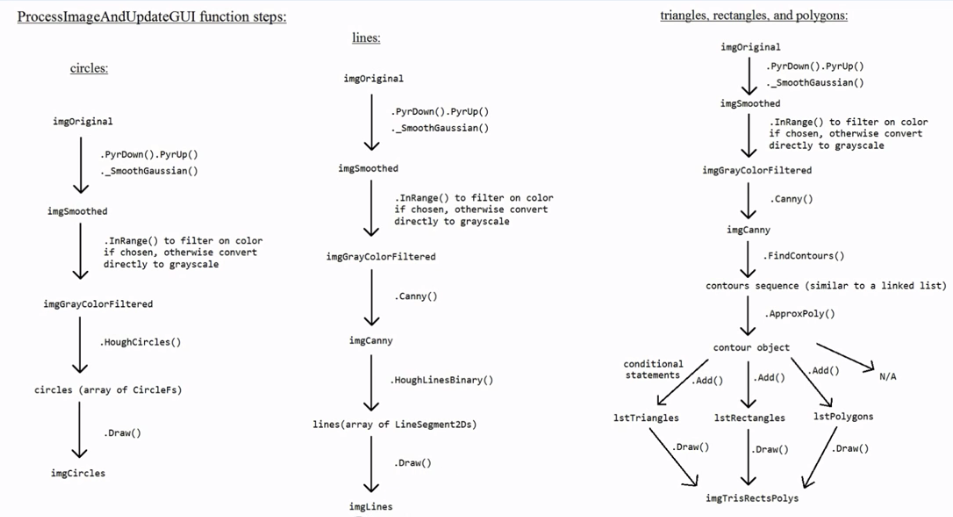 ProcessImageAndUpdateGUI function steps:
circles:
imgOriginal
.PyrDown().PyrUp()
._SmoothGaussian()
imgSmoothed
.InRange() to filter on color
if chosen, otherwise convert
directly to grayscale
imgGrayColorFiltered
.HoughCircles()
circles (array of CircleFs)
.Draw()
imgCircles
lines:
imgOriginal
.PyrDown().PyrUp()
._SmoothGaussian()
imgSmoothed
.InRange() to filter on color
if chosen, otherwise convert
directly to grayscale
imgGrayColorFiltered
.Canny()
imgCanny
.HoughLinesBinary()
lines(array of LineSegment2Ds)
.Draw()
imgLines
triangles, rectangles, and polygons:
imgOriginal
.PyrDown().PyrUp()
._SmoothGaussian()
imgSmoothed
.InRange() to filter on color
if chosen, otherwise convert
directly to grayscale
imgGrayColorFiltered
.Canny()
imgCanny
.FindContours()
contours sequence (similar to a linked list)
.ApproxPoly()
contour object
conditional
statements
.Add()
.Add()
.Add()
N/A
lstTriangles
lstRectangles
lstPolygons
.Draw()
.Draw()
.Draw()
imgTrisRectsPolys